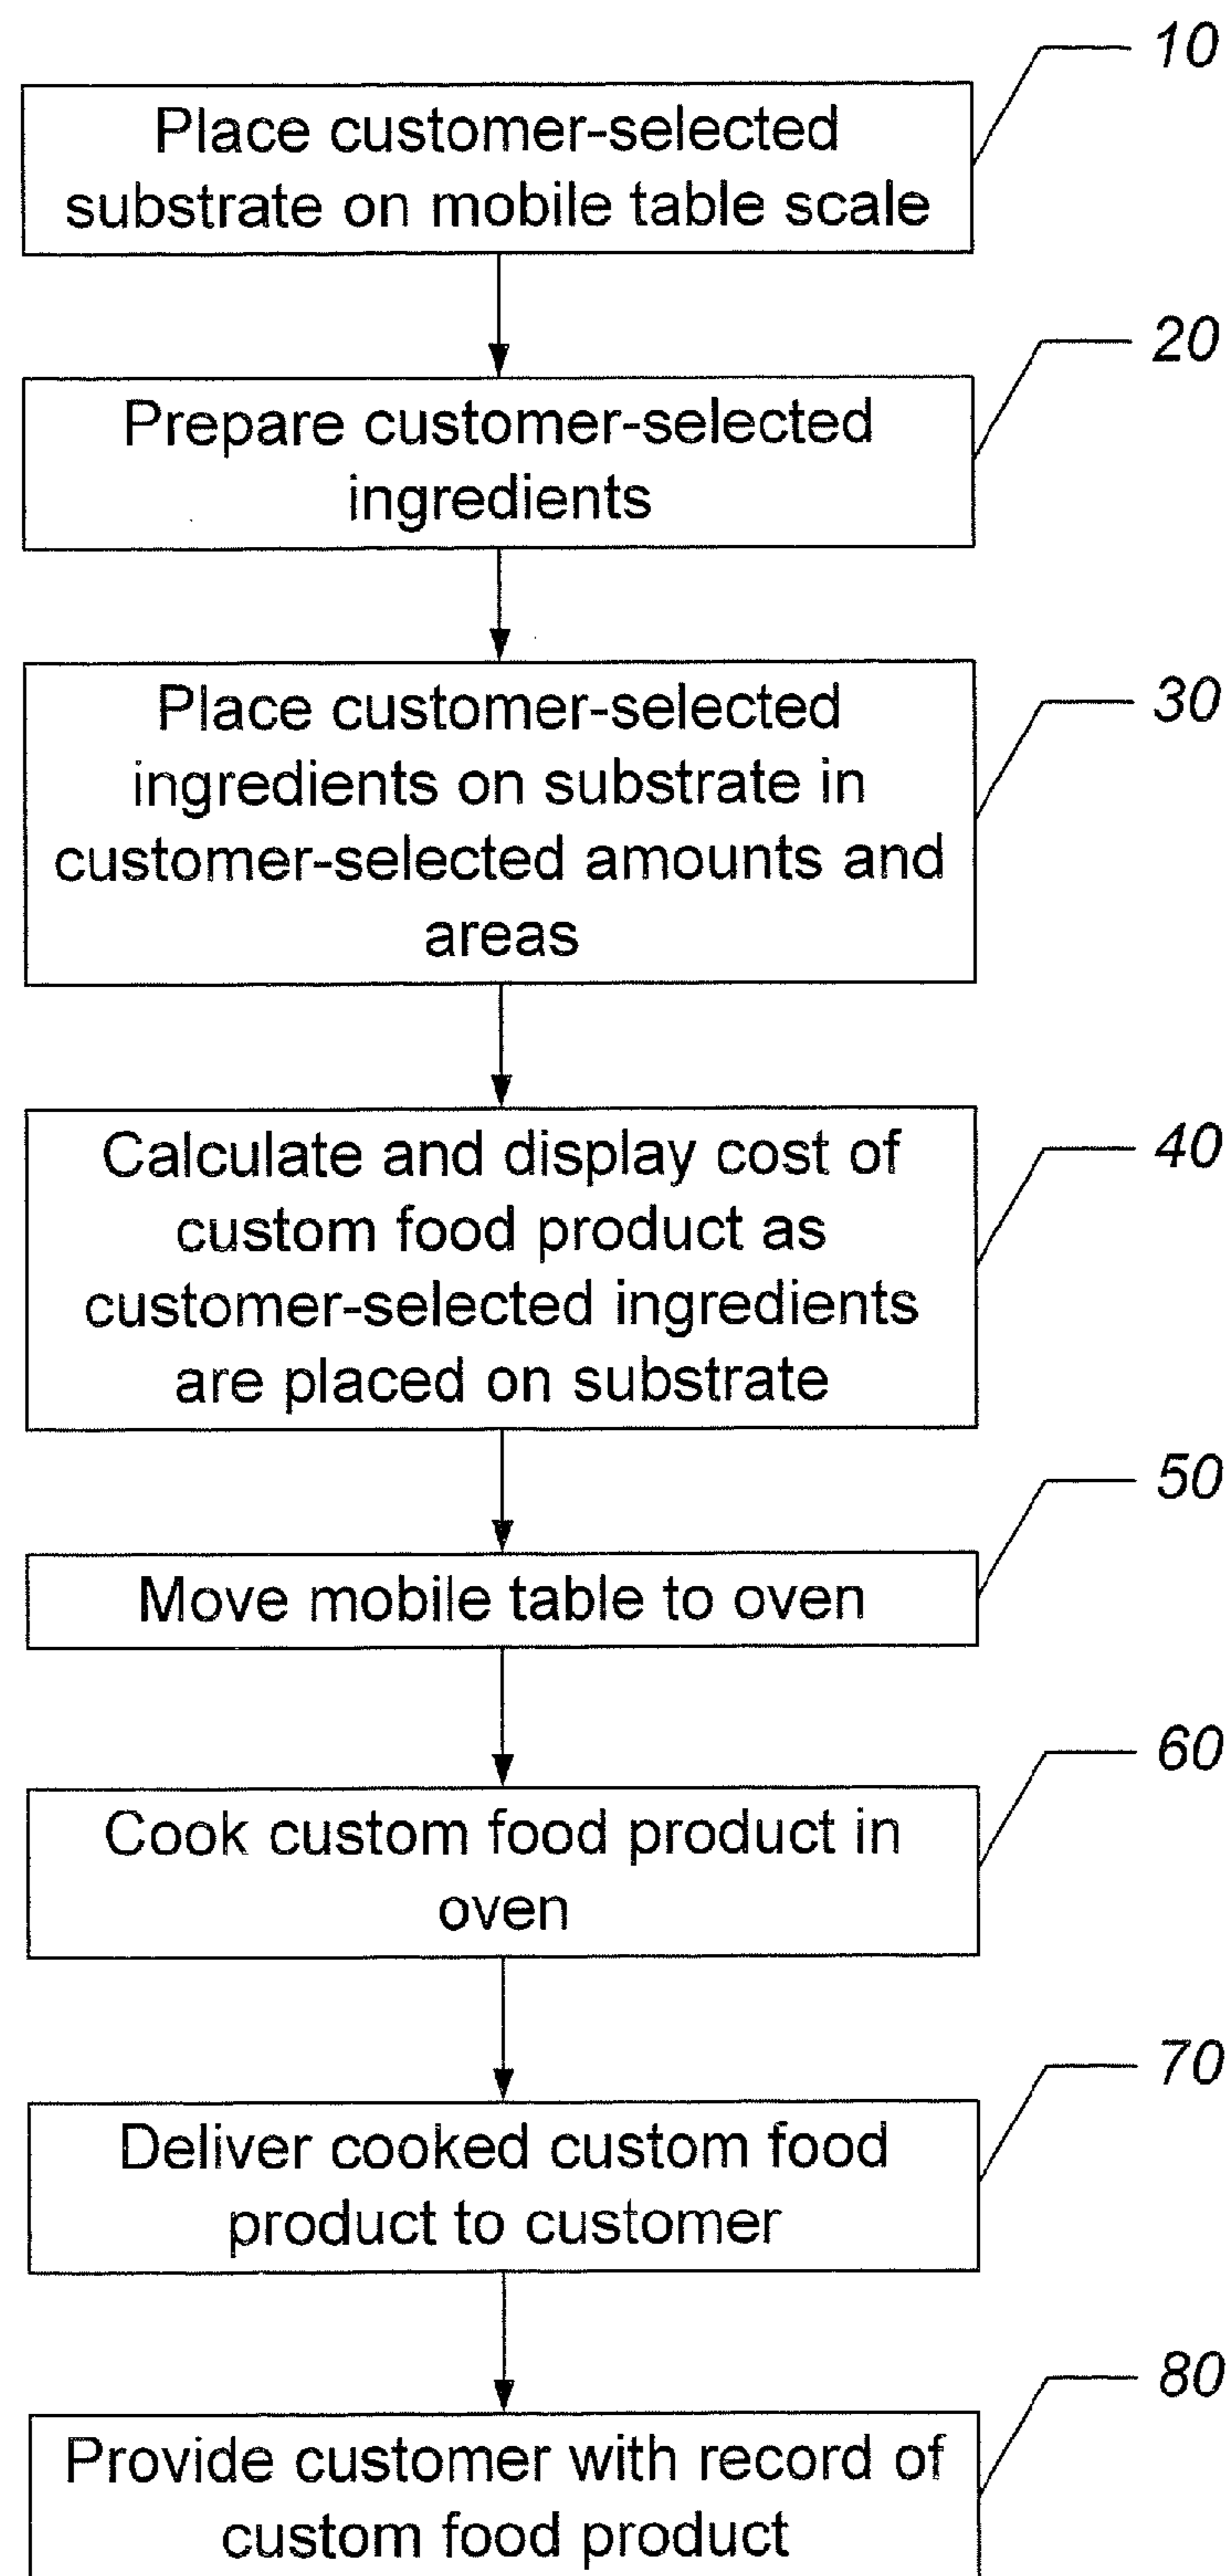 10
Place customer-selected
substrate on mobile table scale
20
Prepare customer-selected
ingredients
30
Place customer-selected
ingredients on substrate in
customer-selected amounts and
areas
40
Calculate and display cost of
custom food product as
customer-selected ingredients
are placed on substrate
50
Move mobile table to oven
60
Cook custom food product in
oven
70
Deliver cooked custom food
product to customer
80
Provide customer with record of
custom food product